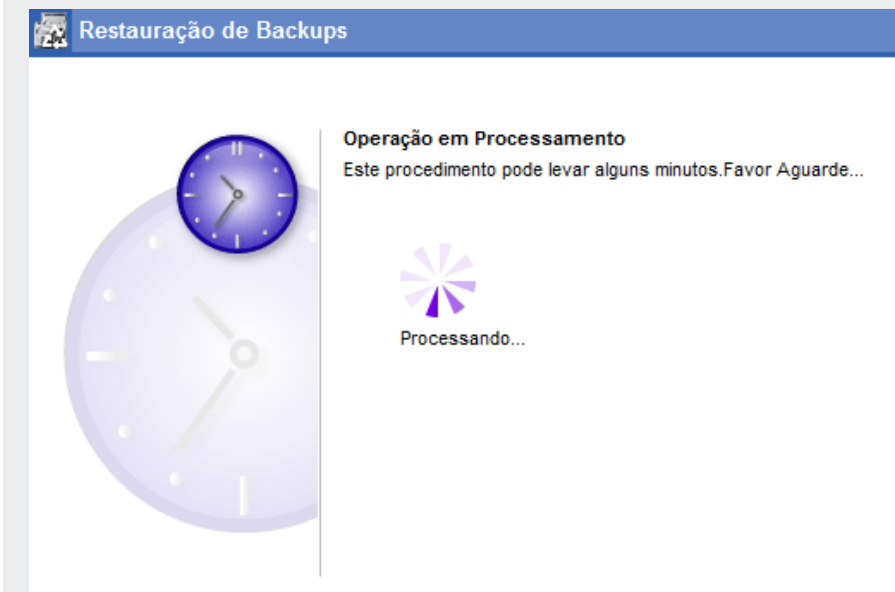 Restauração de Backups
Operação em Processamento
Este procedimento pode levar alguns minutos.Favor Aguarde...
Processando...